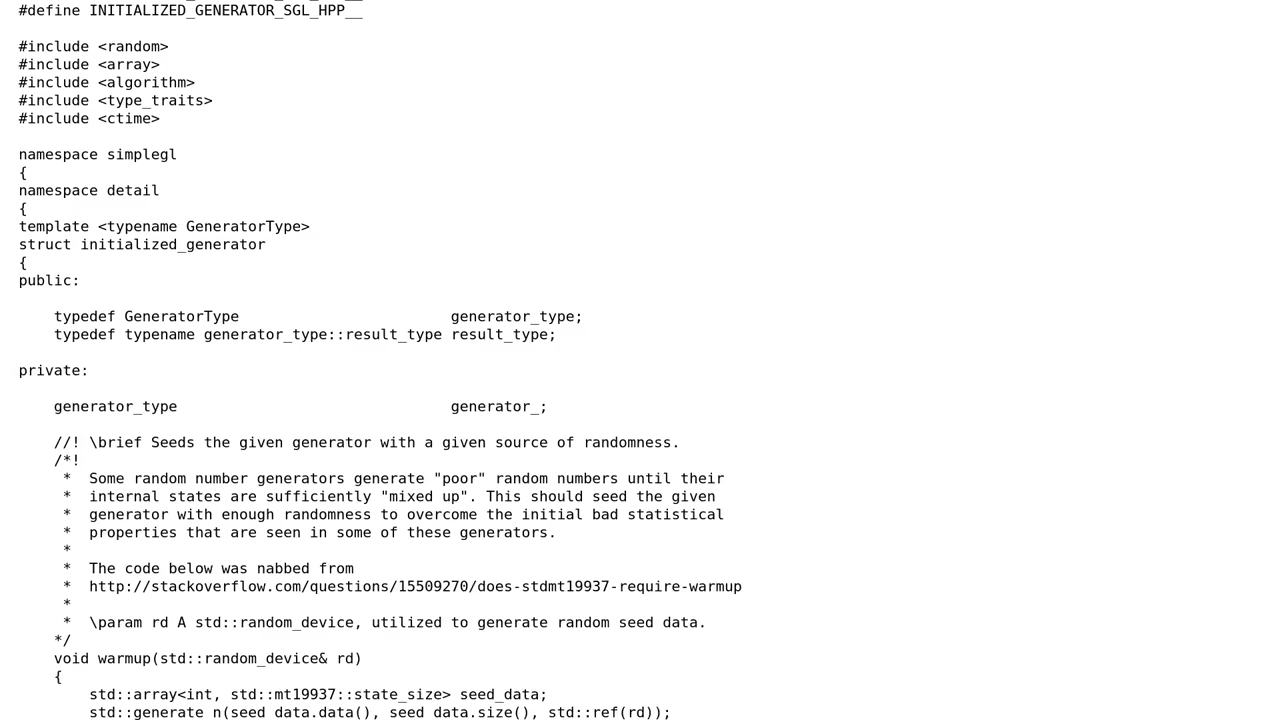 #define INITIALIZED_GENERATOR_SGL_HPP__

#include <random>
#include <array>
#include <algorithm>
#include <type_traits>
#include <ctime>

namespace simplegl
{
namespace detail
{
template <typename GeneratorType>
struct initialized_generator
{
public:

    typedef GeneratorType                        generator_type;
    typedef typename generator_type::result_type result_type;

private:

    generator_type                               generator_;

    //! \brief Seeds the given generator with a given source of randomness.
    /*!
     *  Some random number generators generate "poor" random numbers until their
     *  internal states are sufficiently "mixed up". This should seed the given
     *  generator with enough randomness to overcome the initial bad statistical
     *  properties that are seen in some of these generators.
     *
     *  The code below was nabbed from
     *  http://stackoverflow.com/questions/15509270/does-stdmt19937-require-warmup
     *
     *  \param rd A std::random_device, utilized to generate random seed data.
    */
    void warmup(std::random_device& rd)
    {
        std::array<int, std::mt19937::state_size> seed_data;
        std::generate_n(seed_data.data(), seed_data.size(), std::ref(rd));